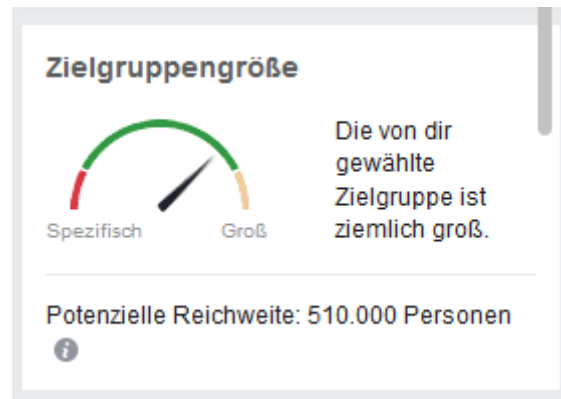 Zielgruppengröße
Die von dir
gewählte
Zielgruppe ist
ziemlich groß.
Spezifisch
Groß
Potenzielle Reichweite: 510.000 Personen